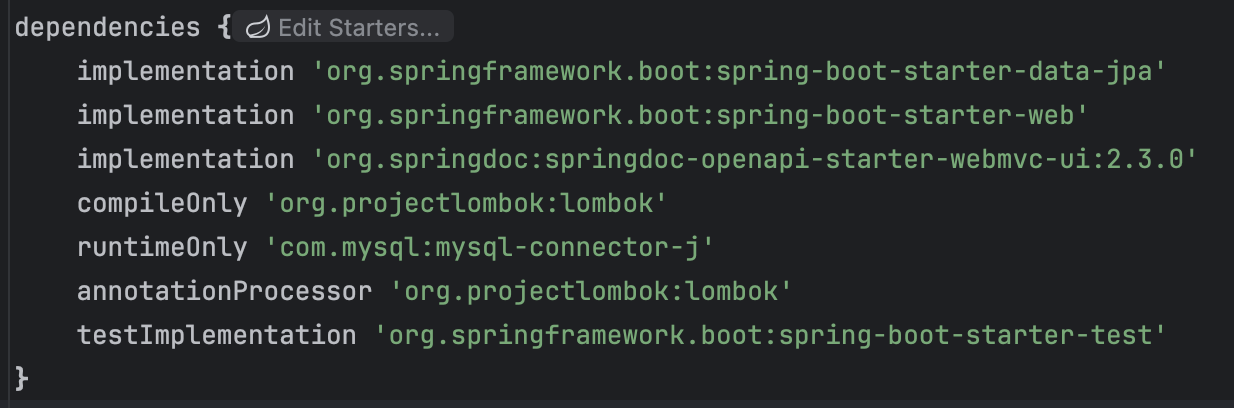 dependencies { Edit Starters...
implementation 'org.springframework.boot:spring-boot-starter-data-jpa'
implementation 'org.springframework.boot:spring-boot-starter-web'
implementation 'org.springdoc:springdoc-openapi-starter-webmvc-ui:2.3.0'
compileOnly 'org.projectlombok:lombok'
runtimeOnly 'com.mysql:mysql-connector-j'
annotationProcessor 'org.projectlombok:lombok'
testImplementation 'org.springframework.boot:spring-boot-starter-test'
}